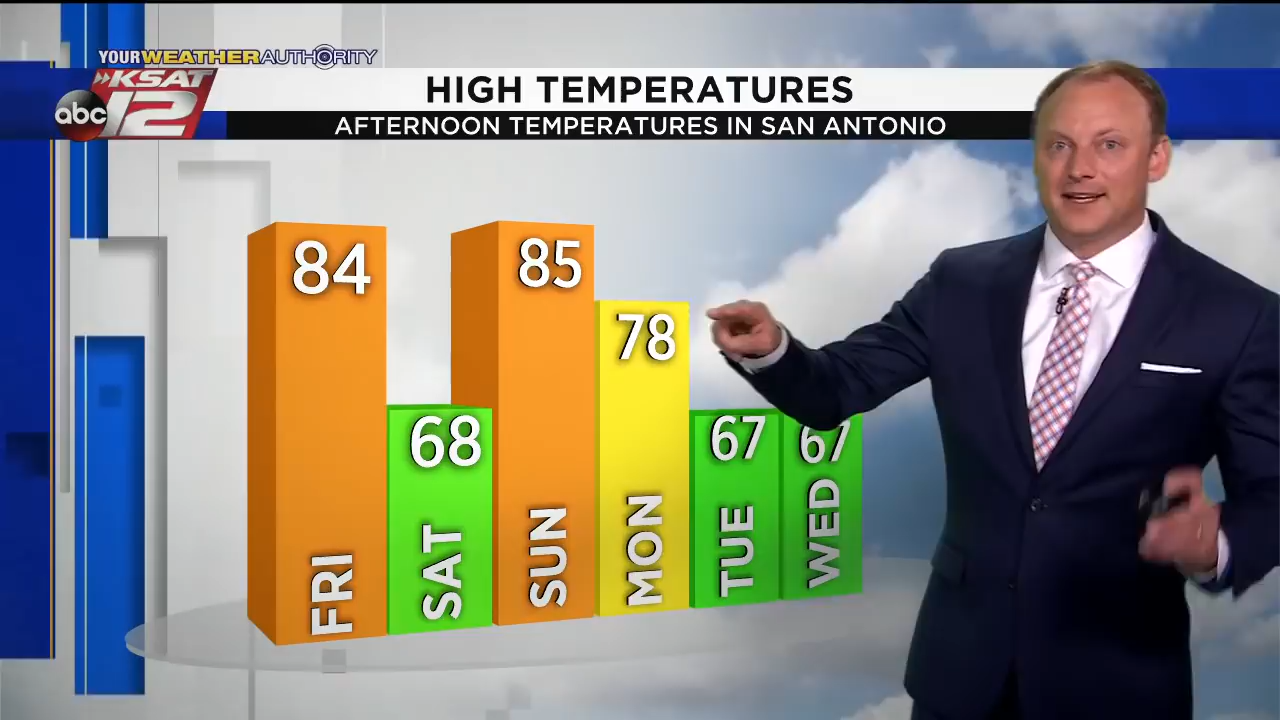 YOURWEATHERAUTHORITY
KSAT
abc 12
HIGH TEMPERATURES
AFTERNOON TEMPERATURES IN SAN ANTONIO
84
68
85
78
67
67
FRI
SAT
SUN
MON
TUE
WED